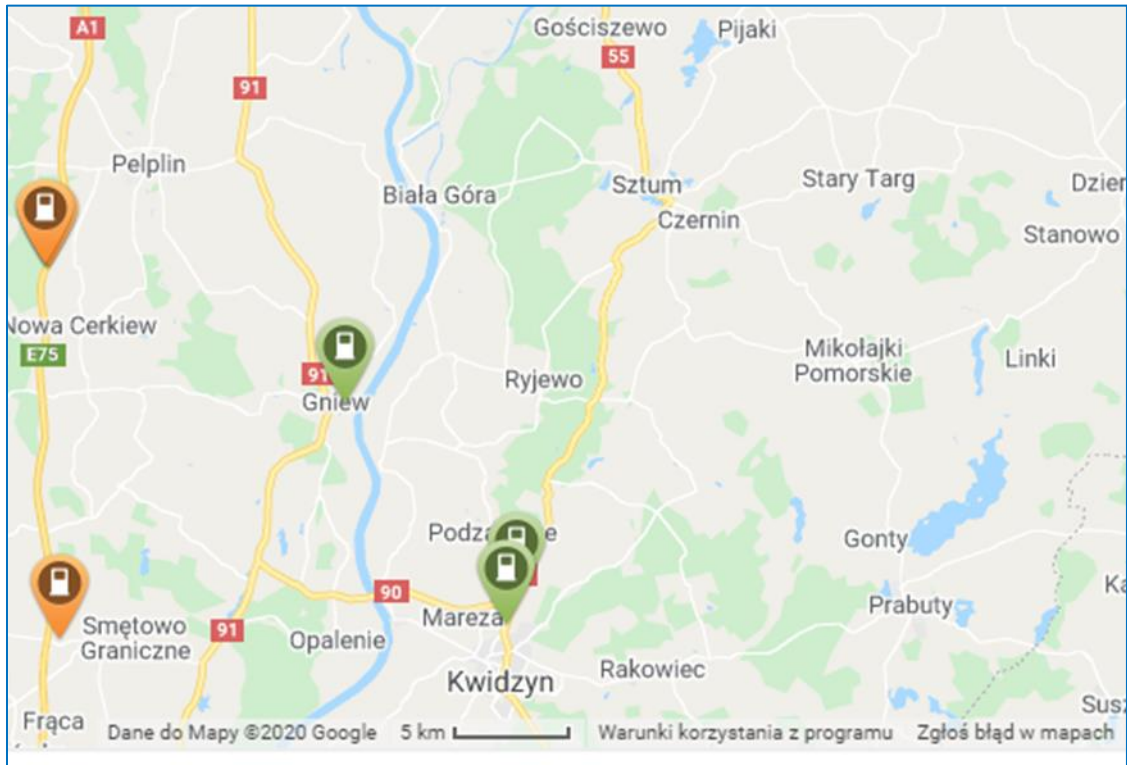 A1
Gościszewo
Pijaki
55
91
Pelplin
Biała Góra
Sztum
Stary Targ
Czernin
Stanowo
Nowa Cerkiew
E75
Mikołajki
Pomorskie
Linki
91
Gniew
Ryjewo
Gonty
90
Prabuty
Mareza
Smętowo
Graniczne
91
Opalenie
Rakowiec
Kwidzyn
Frąca
Dane do Mapy ©2020 Google
5 km
Warunki korzystania z programu
Zgłoś błąd w mapach